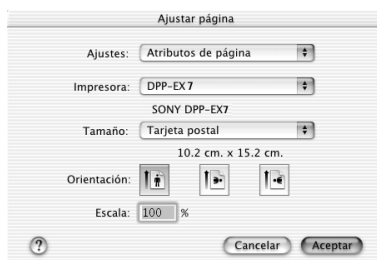 Ajustar página
Ajustes: Atributos de página
Impresora: DPP-EX7
SONY DPP-EX7
Tamaño: Tarjeta postal
10.2 cm. x 15.2 cm.
Orientación:
Escala: 100 %
? Cancelar Aceptar